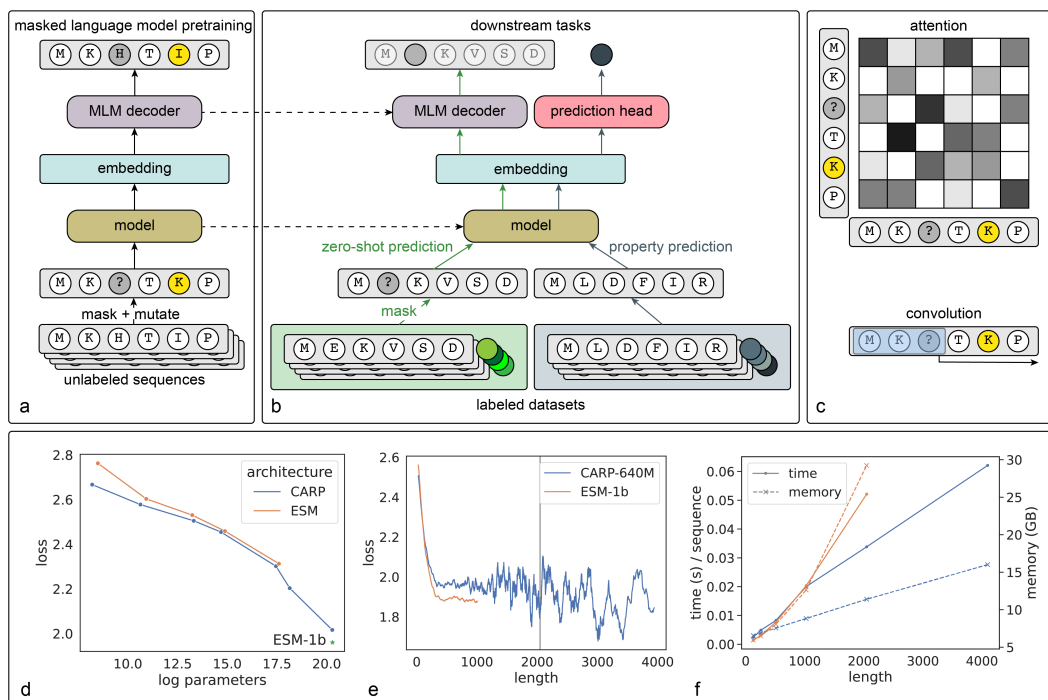 masked language model pretraining
M K H T I P
MLM decoder
embedding
model
M K ? T K P
mask + mutate
M K H T I P
unlabeled sequences
a
downstream tasks
M K V S D
MLM decoder
prediction head
embedding
model
zero-shot prediction
property prediction
M ? K V S D
M L D F I R
mask
M E K V S D
M L D F I R
labeled datasets
b
attention
M
K
?
T
K
P
M K ? T K P
convolution
M K ? T K P
c
2.8
2.6
2.4
2.2
2.0
loss
architecture
CARP
ESM
ESM-1b
10.0 12.5 15.0 17.5 20.0
log parameters
d
2.6
2.4
2.2
2.0
1.8
loss
CARP-640M
ESM-1b
0 1000 2000 3000 4000
length
e
0.06
0.05
0.04
0.03
0.02
0.01
0.00
time (s) / sequence
time
memory
30
25
20
15
10
5
memory (GB)
0 1000 2000 3000 4000
length
f